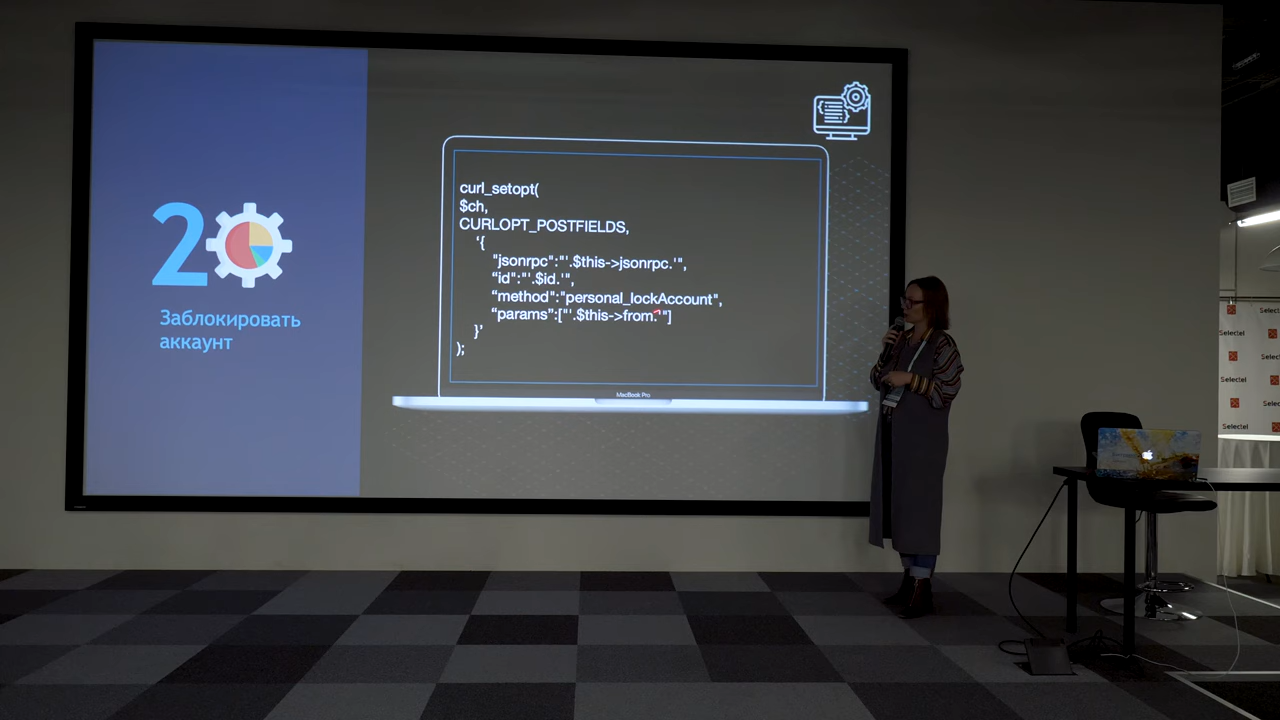 20
Заблокировать
аккаунт
curl_setopt(
$ch,
CURLOPT_POSTFIELDS,
'{
"jsonrpc":"'.$this->jsonrpc.'",
"id":"'.$id.'",
"method":"personal_lockAccount",
"params":["'.$this->from.'"]
}'
);
MacBook Pro
Selectel
Selectel
Selectel
Selectel
Selectel
Selectel